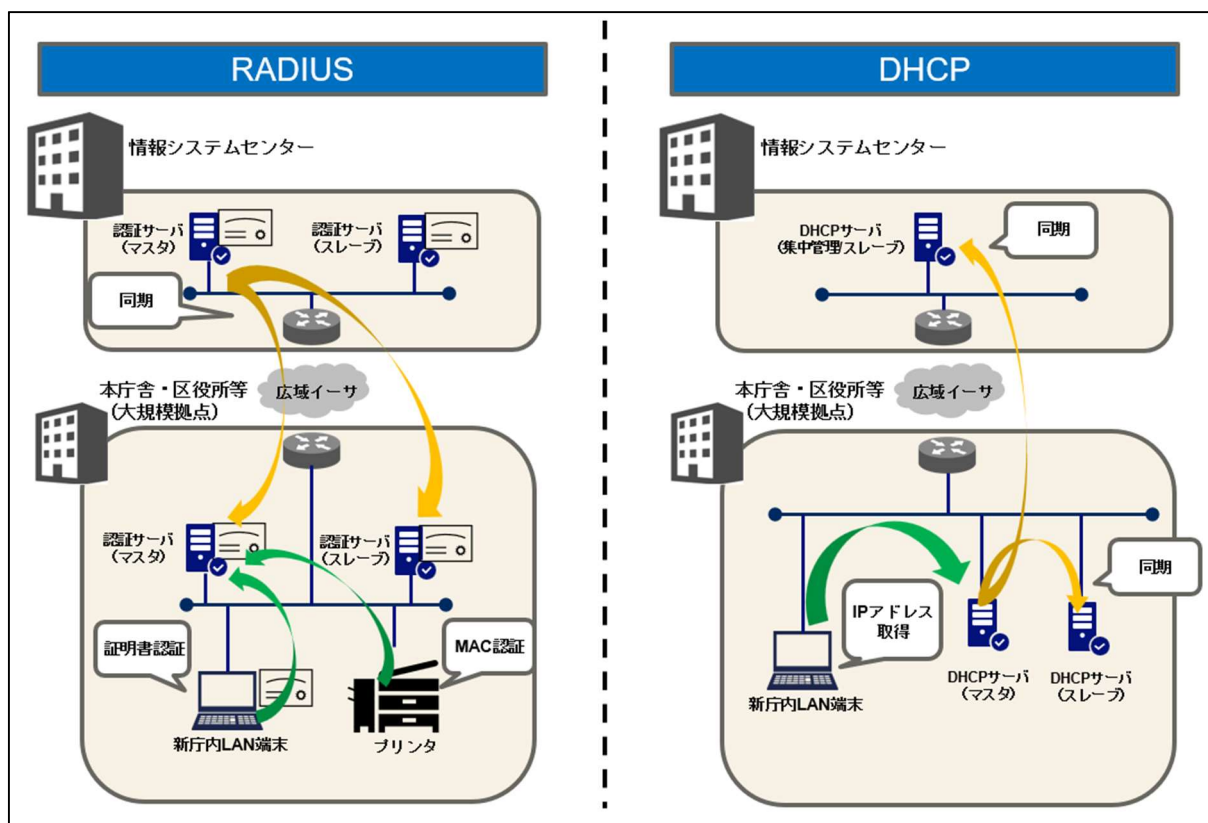 RADIUS
情報システムセンター
認証サーバ
(マスタ)
認証サーバ
(スレーブ)
同期
本庁舎・区役所等
(大規模拠点)
広域イーサ
認証サーバ
(マスタ)
認証サーバ
(スレーブ)
証明書認証
MAC認証
新庁内LAN端末
プリンタ
DHCP
情報システムセンター
DHCPサーバ
(集中管理/スレーブ)
同期
本庁舎・区役所等
(大規模拠点)
広域イーサ
同期
IPアドレス
取得
新庁内LAN端末
DHCPサーバ
(マスタ)
DHCPサーバ
(スレーブ)